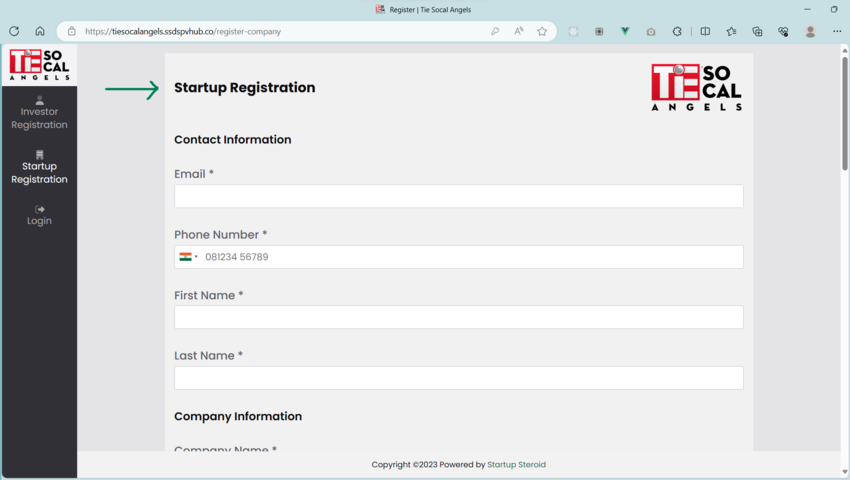 Register | Tie Socal Angels
https://tiesocalangels.ssdspvhub.co/register-company
TiE SO CAL
ANGELS
Investor
Registration
Startup
Registration
Login
Startup Registration
TiE SO CAL
ANGELS
Contact Information
Email *
Phone Number *
081234 56789
First Name *
Last Name *
Company Information
Company Name *
Copyright ©2023 Powered by Startup Steroid